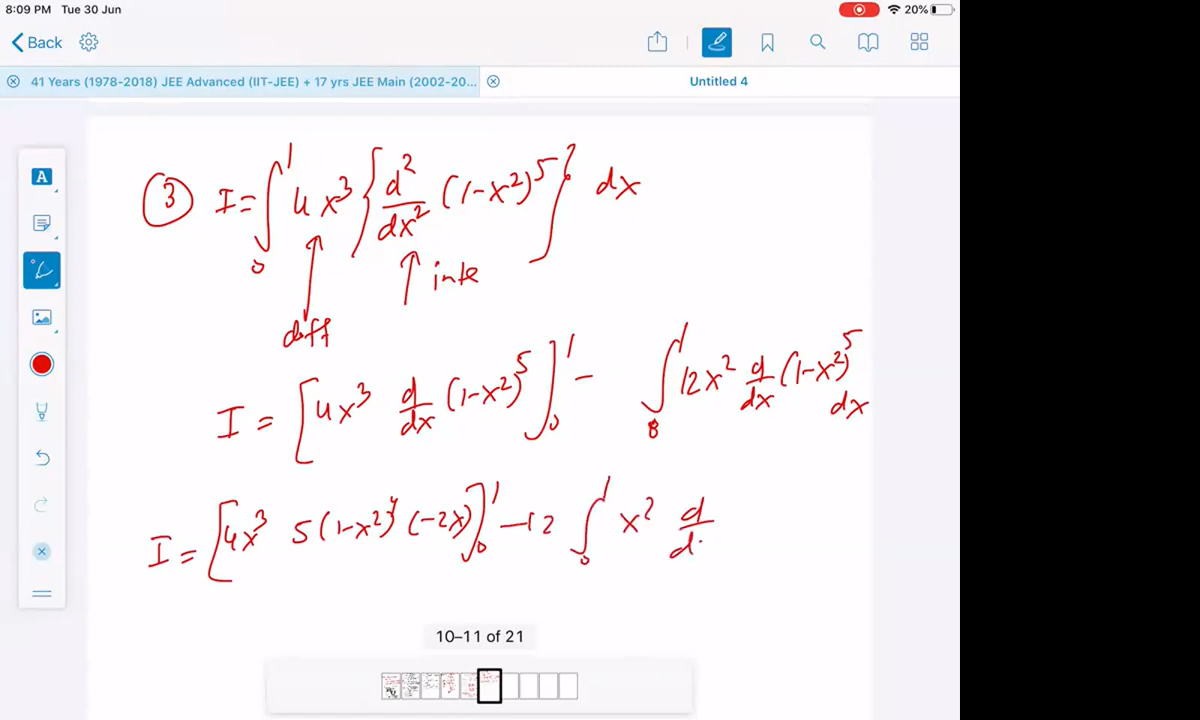 8:09 PM Tue 30 Jun 20%
Back
41 Years (1978-2018) JEE Advanced (IIT-JEE) + 17 yrs JEE Main (2002-20... Untitled 4
③ I = ∫₀¹ 4x³ { d²/dx² (1-x²)⁵ } dx
↑ diff ↑ inte
I = [4x³ d/dx (1-x²)⁵]₀¹ - ∫₀¹ 12x² d/dx (1-x²)⁵ dx
I = [4x³ 5(1-x²)⁴ (-2x)]₀¹ - 12 ∫₀¹ x² d/d
10–11 of 21